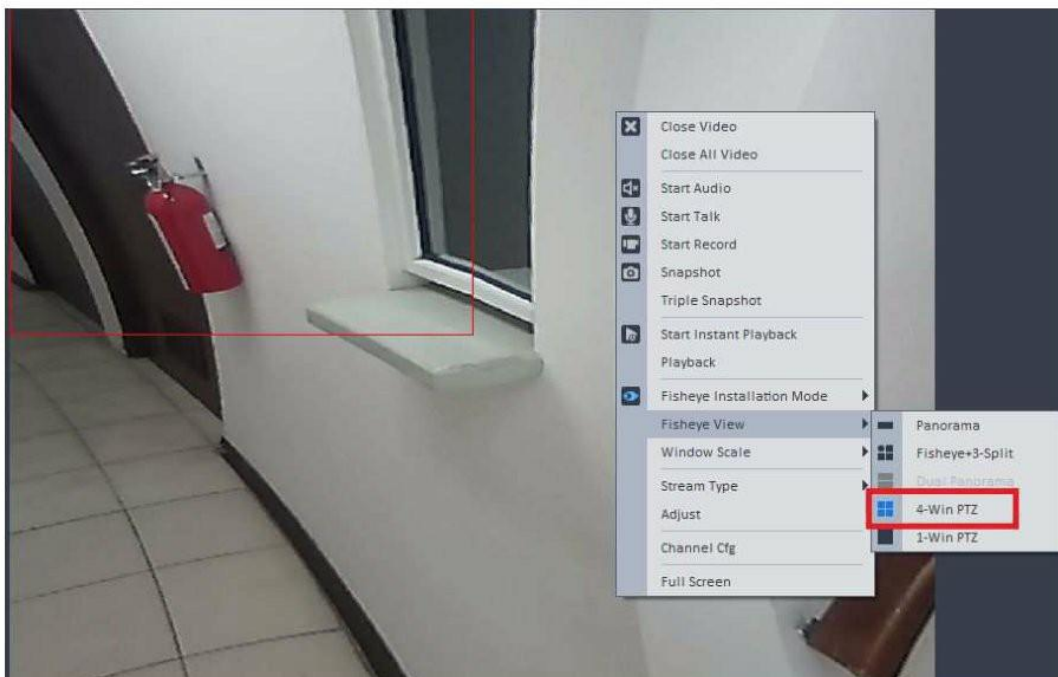 Close Video
Close All Video
Start Audio
Start Talk
Start Record
Snapshot
Triple Snapshot
Start Instant Playback
Playback
Fisheye Installation Mode
Fisheye View
Window Scale
Stream Type
Adjust
Channel Cfg
Full Screen
Panorama
Fisheye+3-Split
Dual Panorama
4-Win PTZ
1-Win PTZ